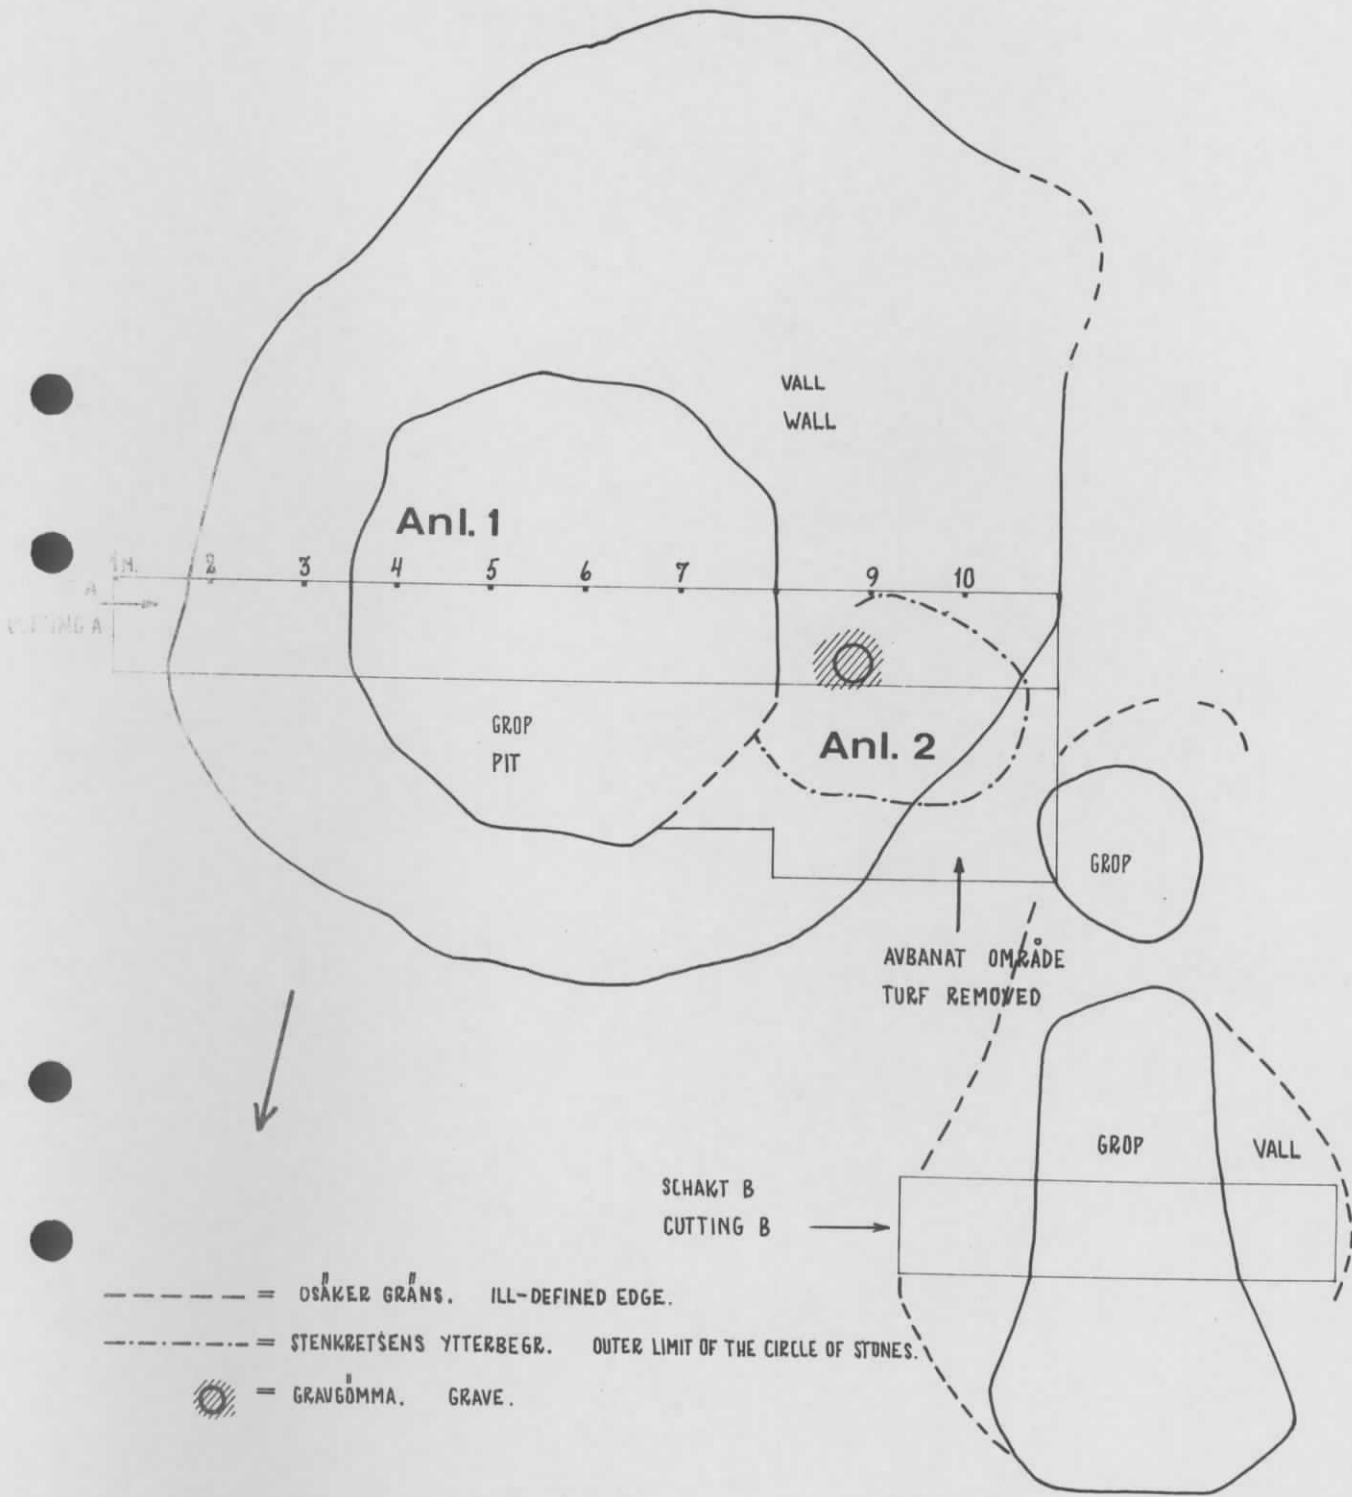 VALL
WALL
Anl. 1
1 M. 2 3 4 5 6 7 9 10
A
CUTTING A
GROP
PIT
Anl. 2
GROP
AVBANAT OMRÅDE
TURF REMOVED
GROP
VALL
SCHAKT B
CUTTING B
= OSÄKER GRÄNS. ILL-DEFINED EDGE.
= STENKRETSENS YTTERBEGR. OUTER LIMIT OF THE CIRCLE OF STONES.
= GRAVGÖMMA. GRAVE.